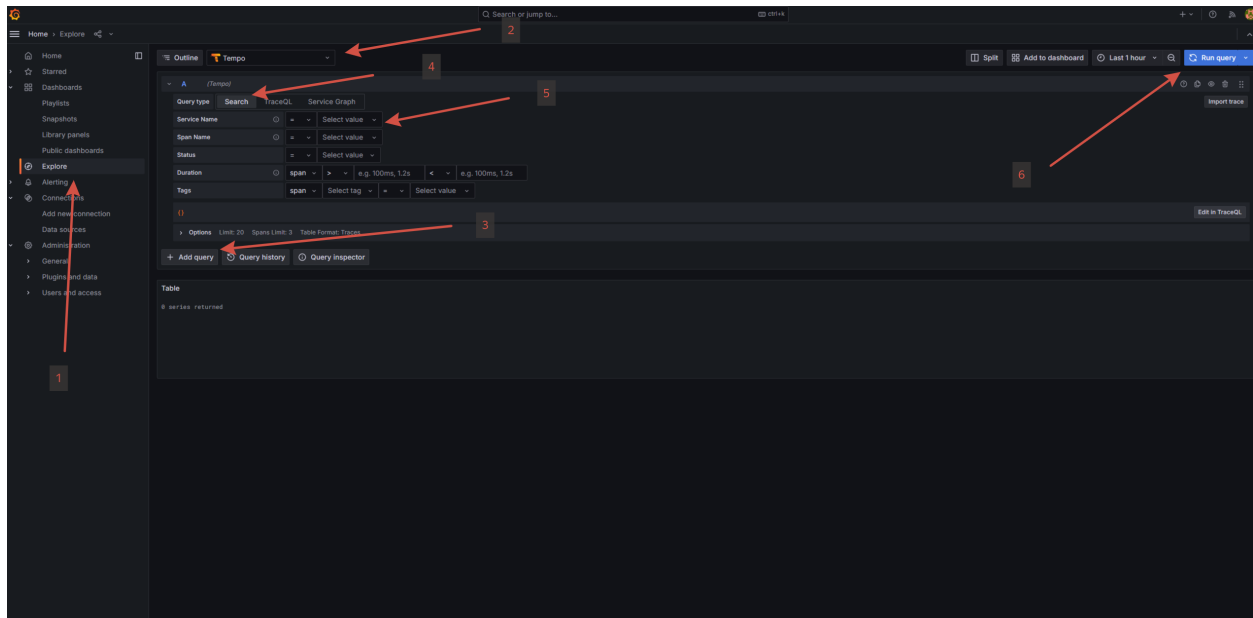 Search or jump to...
ctrl+k
2
Home › Explore
Home
Starred
Dashboards
Playlists
Snapshots
Library panels
Public dashboards
Explore
Alerting
Connections
Add new connection
Data sources
Administration
General
Plugins and data
Users and access
1
Outline
Tempo
Split
Add to dashboard
Last 1 hour
Run query
4
A (Tempo)
5
Query type Search TraceQL Service Graph
Import trace
Service Name = Select value
Span Name = Select value
Status = Select value
Duration span > e.g. 100ms, 1.2s < e.g. 100ms, 1.2s
6
Tags span Select tag = Select value
{}
Edit in TraceQL
3
Options Limit: 20 Spans Limit: 3 Table Format: Traces
+ Add query Query history Query inspector
Table
0 series returned